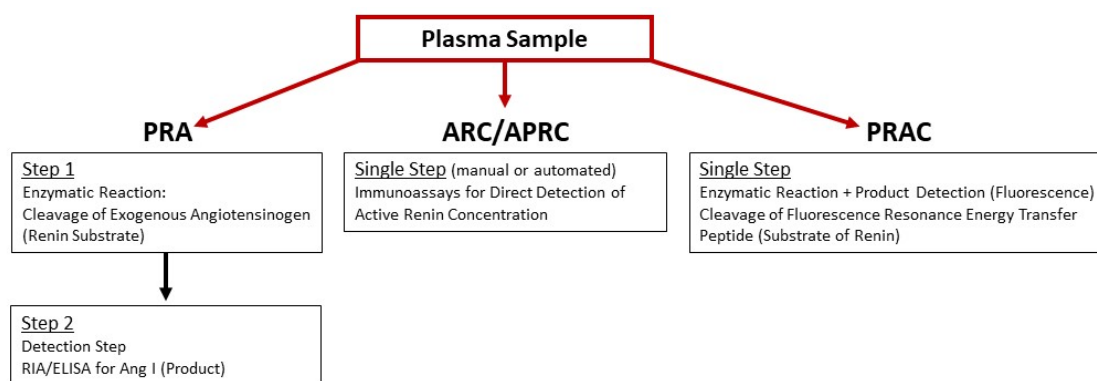 Plasma Sample
PRA
Step 1
Enzymatic Reaction:
Cleavage of Exogenous Angiotensinogen
(Renin Substrate)
Step 2
Detection Step
RIA/ELISA for Ang I (Product)
ARC/APRC
Single Step (manual or automated)
Immunoassays for Direct Detection of
Active Renin Concentration
PRAC
Single Step
Enzymatic Reaction + Product Detection (Fluorescence)
Cleavage of Fluorescence Resonance Energy Transfer
Peptide (Substrate of Renin)